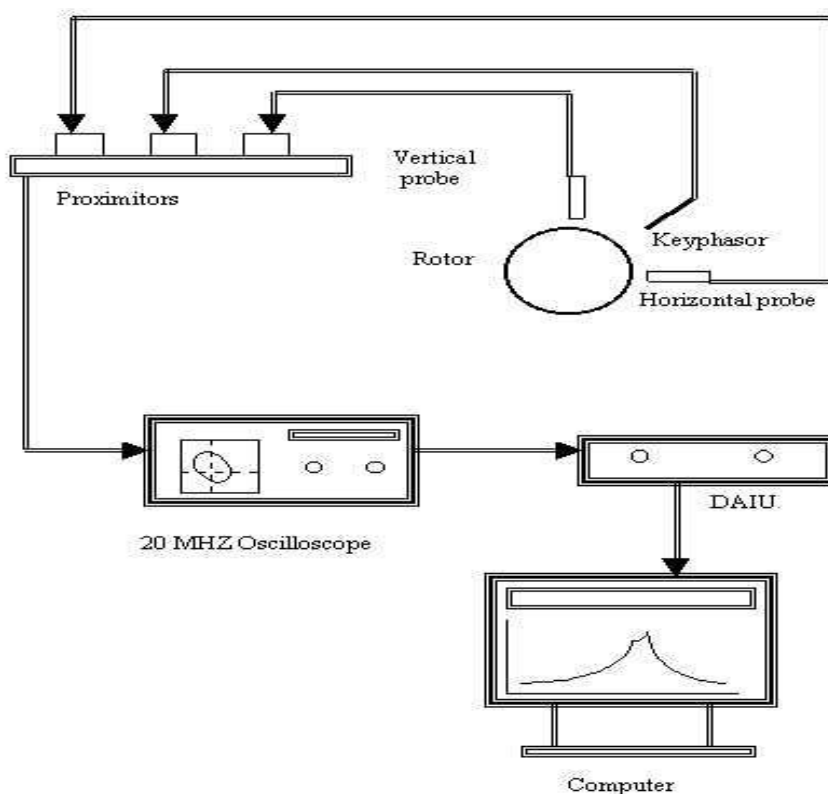 Vertical
probe
Proximitors
Keyphasor
Rotor
Horizontal probe
DAIU
20 MHZ Oscilloscope
Computer